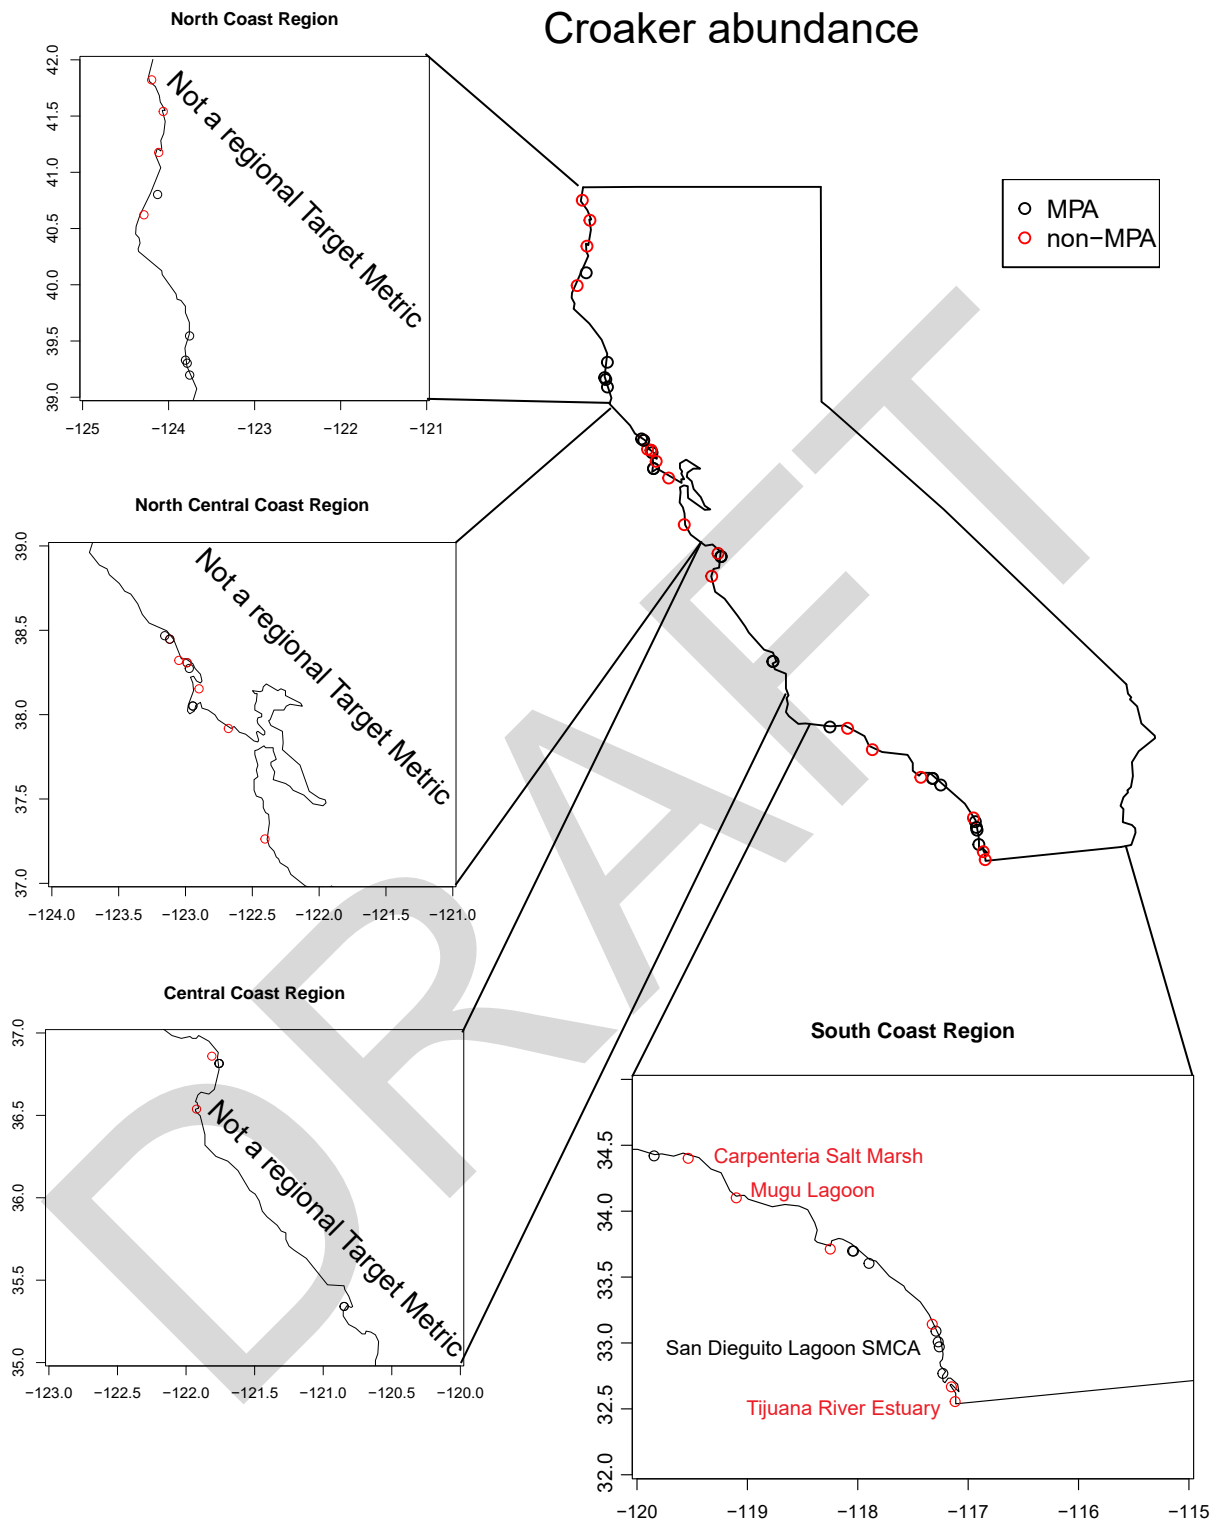 Croaker abundance
North Coast Region
42.0
41.5
41.0
40.5
40.0
39.5
39.0
Not a regional Target Metric
−125 −124 −123 −122 −121
MPA
non−MPA
North Central Coast Region
39.0
38.5
38.0
37.5
37.0
Not a regional Target Metric
−124.0 −123.5 −123.0 −122.5 −122.0 −121.5 −121.0
Central Coast Region
37.0
36.5
36.0
35.5
35.0
Not a regional Target Metric
−123.0 −122.5 −122.0 −121.5 −121.0 −120.5 −120.0
South Coast Region
34.5
34.0
33.5
33.0
32.5
32.0
Carpenteria Salt Marsh
Mugu Lagoon
San Dieguito Lagoon SMCA
Tijuana River Estuary
−120 −119 −118 −117 −116 −115
DRAFT